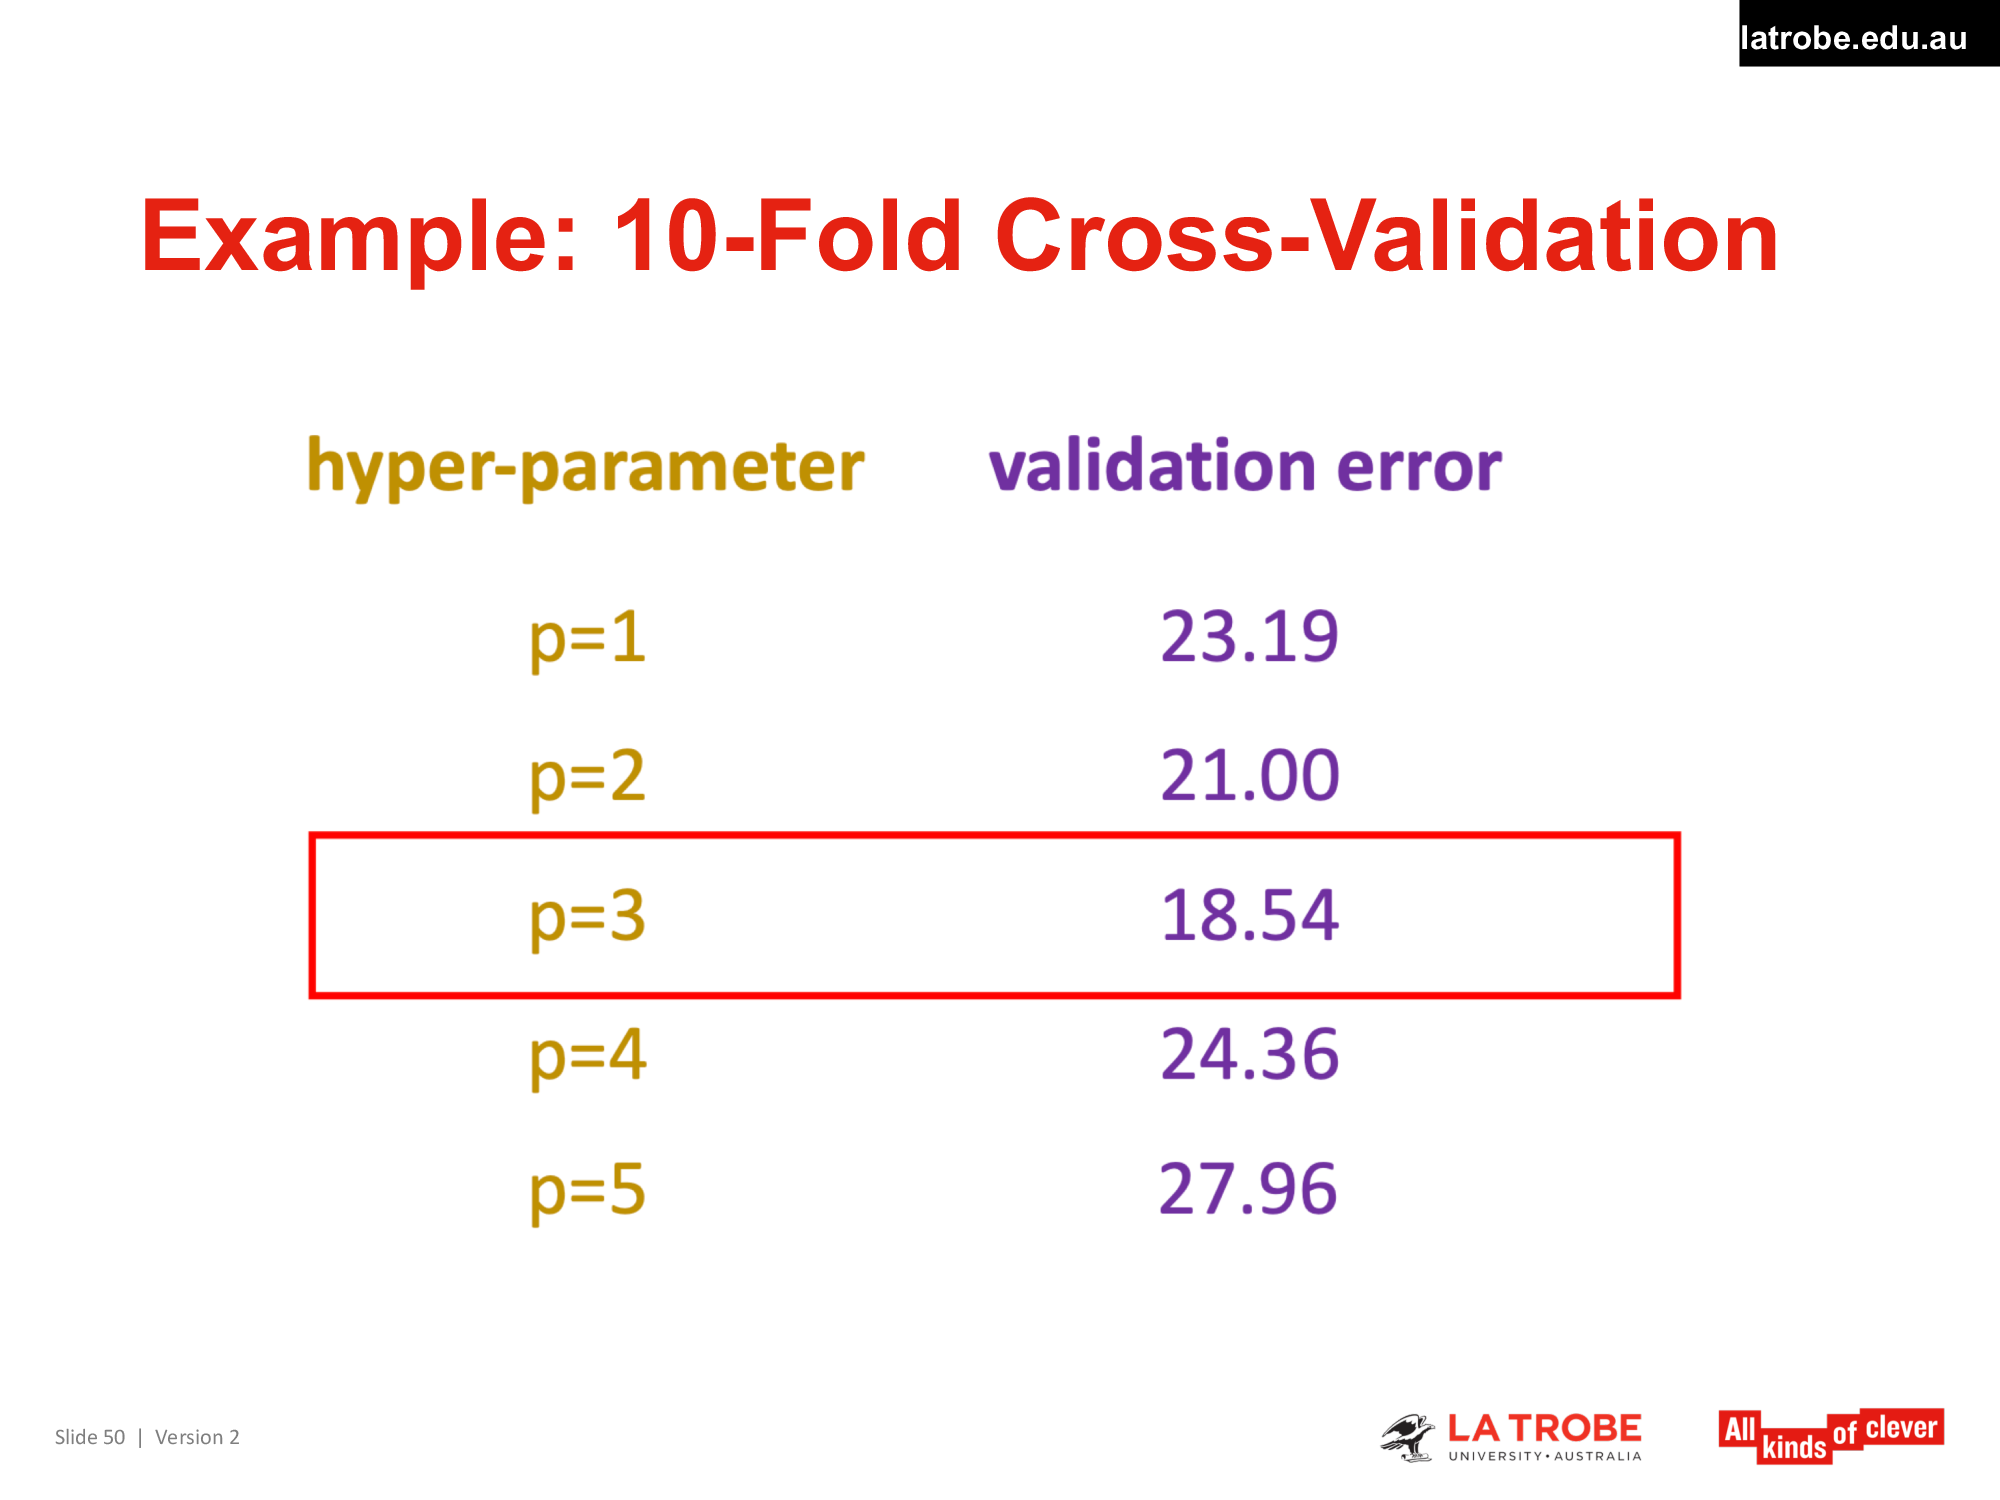 latrobe.edu.au
Example: 10-Fold Cross-Validation
hyper-parameter validation error
p=1 23.19
p=2 21.00
p=3 18.54
p=4 24.36
p=5 27.96
Slide 50 | Version 2
LA TROBE
UNIVERSITY • AUSTRALIA
All kinds of clever